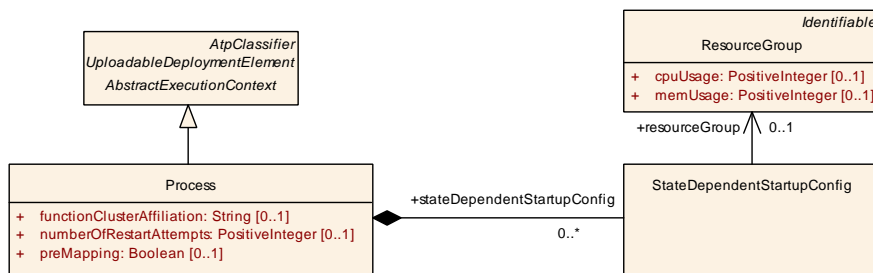 AtpClassifier
UploadableDeploymentElement
AbstractExecutionContext
Identifiable
ResourceGroup
+ cpuUsage: PositiveInteger [0..1]
+ memUsage: PositiveInteger [0..1]
+resourceGroup 0..1
Process
+ functionClusterAffiliation: String [0..1]
+ numberOfRestartAttempts: PositiveInteger [0..1]
+ preMapping: Boolean [0..1]
+stateDependentStartupConfig
0..*
StateDependentStartupConfig